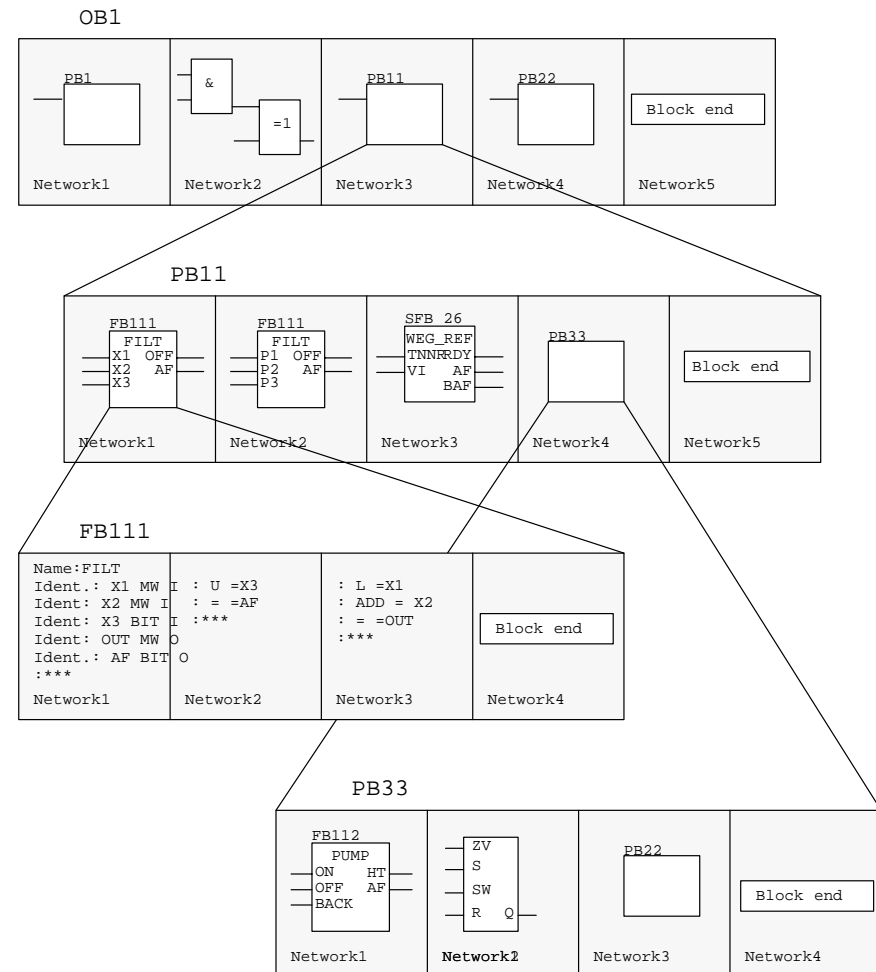 OB1
PB1
&
=1
PB11
PB22
Block end
Network1
Network2
Network3
Network4
Network5
PB11
FB111
FILT
X1 OFF
X2 AF
X3
FB111
FILT
P1 OFF
P2 AF
P3
SFB 26
WEG_REF
TNNRRDY
VI AF
BAF
PB33
Block end
Network1
Network2
Network3
Network4
Network5
FB111
Name:FILT
Ident.: X1 MW I
Ident: X2 MW I
Ident: X3 BIT I
Ident: OUT MW O
Ident.: AF BIT O
:***
: U =X3
: = =AF
:***
: L =X1
: ADD = X2
: = =OUT
:***
Block end
Network1
Network2
Network3
Network4
PB33
FB112
PUMP
ON HT
OFF AF
BACK
ZV
S
SW
R Q
PB22
Block end
Network1
Network2
Network3
Network4